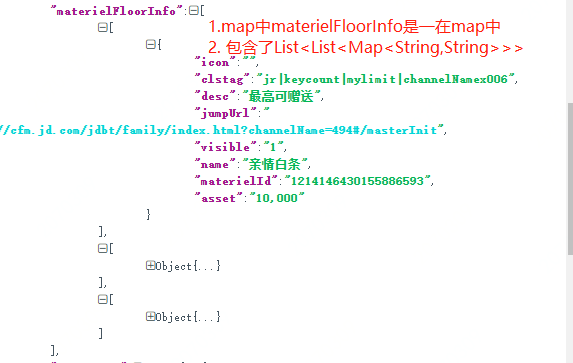 "materielFloorInfo":[
1.map中materielFloorInfo是一在map中
[
2. 包含了List<List<Map<String,String>>>
{
"icon":"",
"clstag":"jr|keycount|mylimit|channelNamex006",
"desc":"最高可赠送",
"jumpUrl":"
//cfm.jd.com/jdbt/family/index.html?channelName=494#/masterInit",
"visible":"1",
"name":"亲情白条",
"materielId":"1214146430155886593",
"asset":"10,000"
}
],
[
Object{...}
],
[
Object{...}
]
],